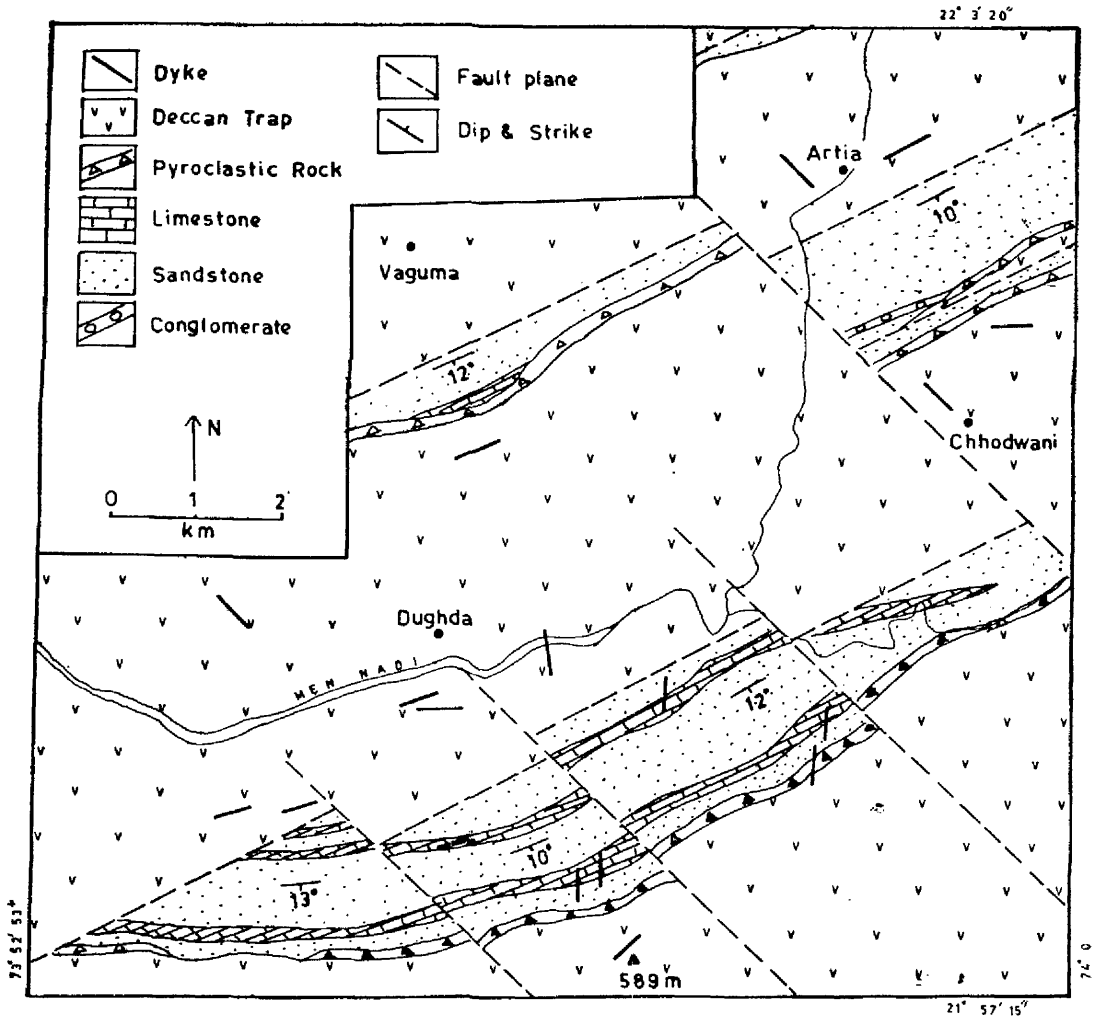 22° 3' 20"
Dyke
Deccan Trap
Pyroclastic Rock
Limestone
Sandstone
Conglomerate
Fault plane
Dip & Strike
N
0 1 2
km
Artia
10°
Vaguma
12°
Chhodwani
Dughda
MEN NADI
12°
10°
13°
589m
73° 52' 53"
74° 0
21° 57' 15"